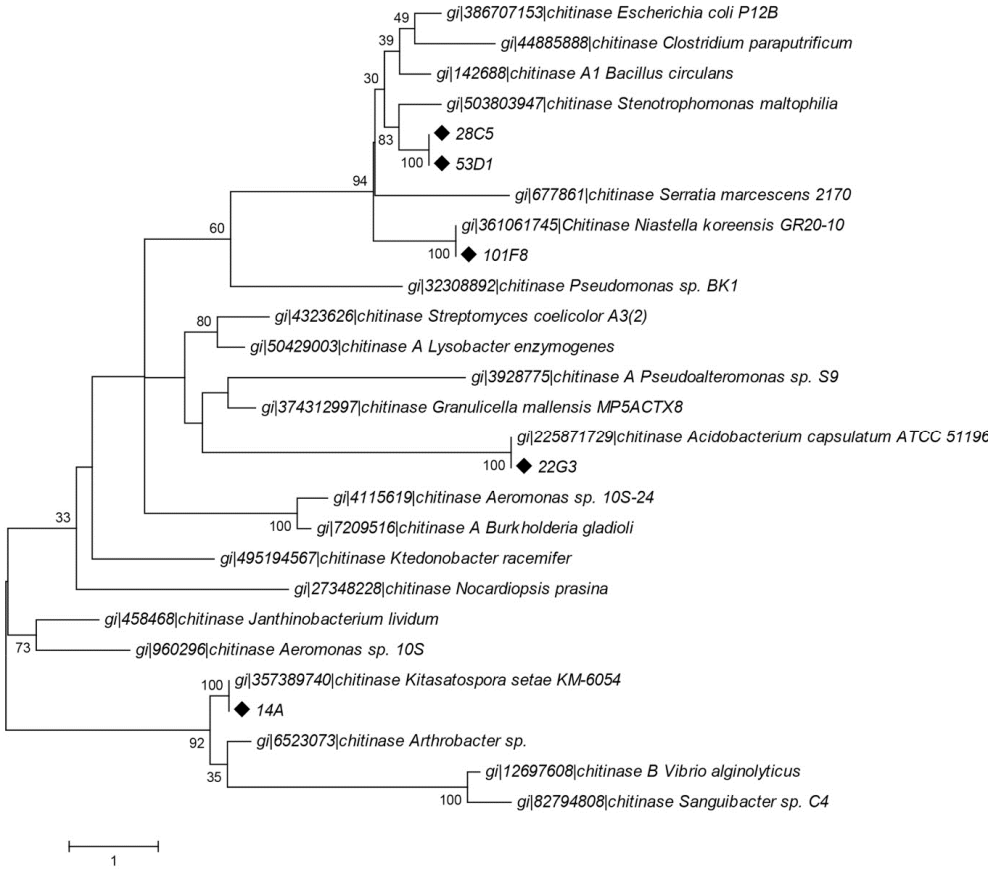 49
gi|386707153|chitinase Escherichia coli P12B
39
gi|44885888|chitinase Clostridium paraputrificum
30
gi|142688|chitinase A1 Bacillus circulans
gi|503803947|chitinase Stenotrophomonas maltophilia
83
28C5
100
53D1
94
gi|677861|chitinase Serratia marcescens 2170
60
gi|361061745|Chitinase Niastella koreensis GR20-10
100
101F8
gi|32308892|chitinase Pseudomonas sp. BK1
80
gi|4323626|chitinase Streptomyces coelicolor A3(2)
gi|50429003|chitinase A Lysobacter enzymogenes
gi|3928775|chitinase A Pseudoalteromonas sp. S9
gi|374312997|chitinase Granulicella mallensis MP5ACTX8
gi|225871729|chitinase Acidobacterium capsulatum ATCC 51196
100
22G3
gi|4115619|chitinase Aeromonas sp. 10S-24
100
gi|7209516|chitinase A Burkholderia gladioli
33
gi|495194567|chitinase Ktedonobacter racemifer
gi|27348228|chitinase Nocardiopsis prasina
gi|458468|chitinase Janthinobacterium lividum
73
gi|960296|chitinase Aeromonas sp. 10S
100
gi|357389740|chitinase Kitasatospora setae KM-6054
14A
92
gi|6523073|chitinase Arthrobacter sp.
35
gi|12697608|chitinase B Vibrio alginolyticus
100
gi|82794808|chitinase Sanguibacter sp. C4
1